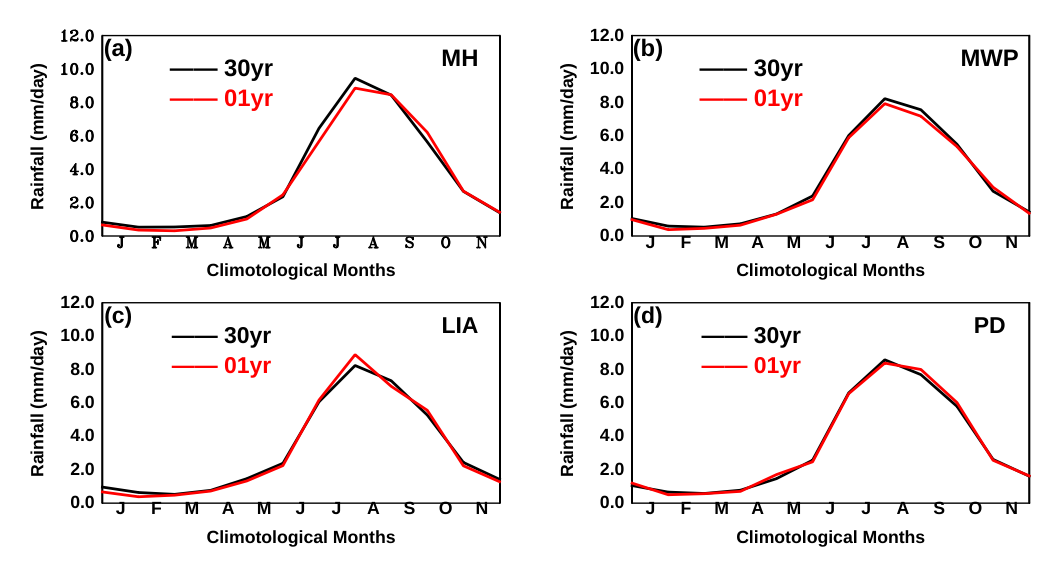 (a)
MH
30yr
01yr
12.0
10.0
8.0
6.0
4.0
2.0
0.0
Rainfall (mm/day)
J F M A M J J A S O N
Climotological Months
(b)
MWP
30yr
01yr
12.0
10.0
8.0
6.0
4.0
2.0
0.0
Rainfall (mm/day)
J F M A M J J A S O N
Climotological Months
(c)
LIA
30yr
01yr
12.0
10.0
8.0
6.0
4.0
2.0
0.0
Rainfall (mm/day)
J F M A M J J A S O N
Climotological Months
(d)
PD
30yr
01yr
12.0
10.0
8.0
6.0
4.0
2.0
0.0
Rainfall (mm/day)
J F M A M J J A S O N
Climotological Months